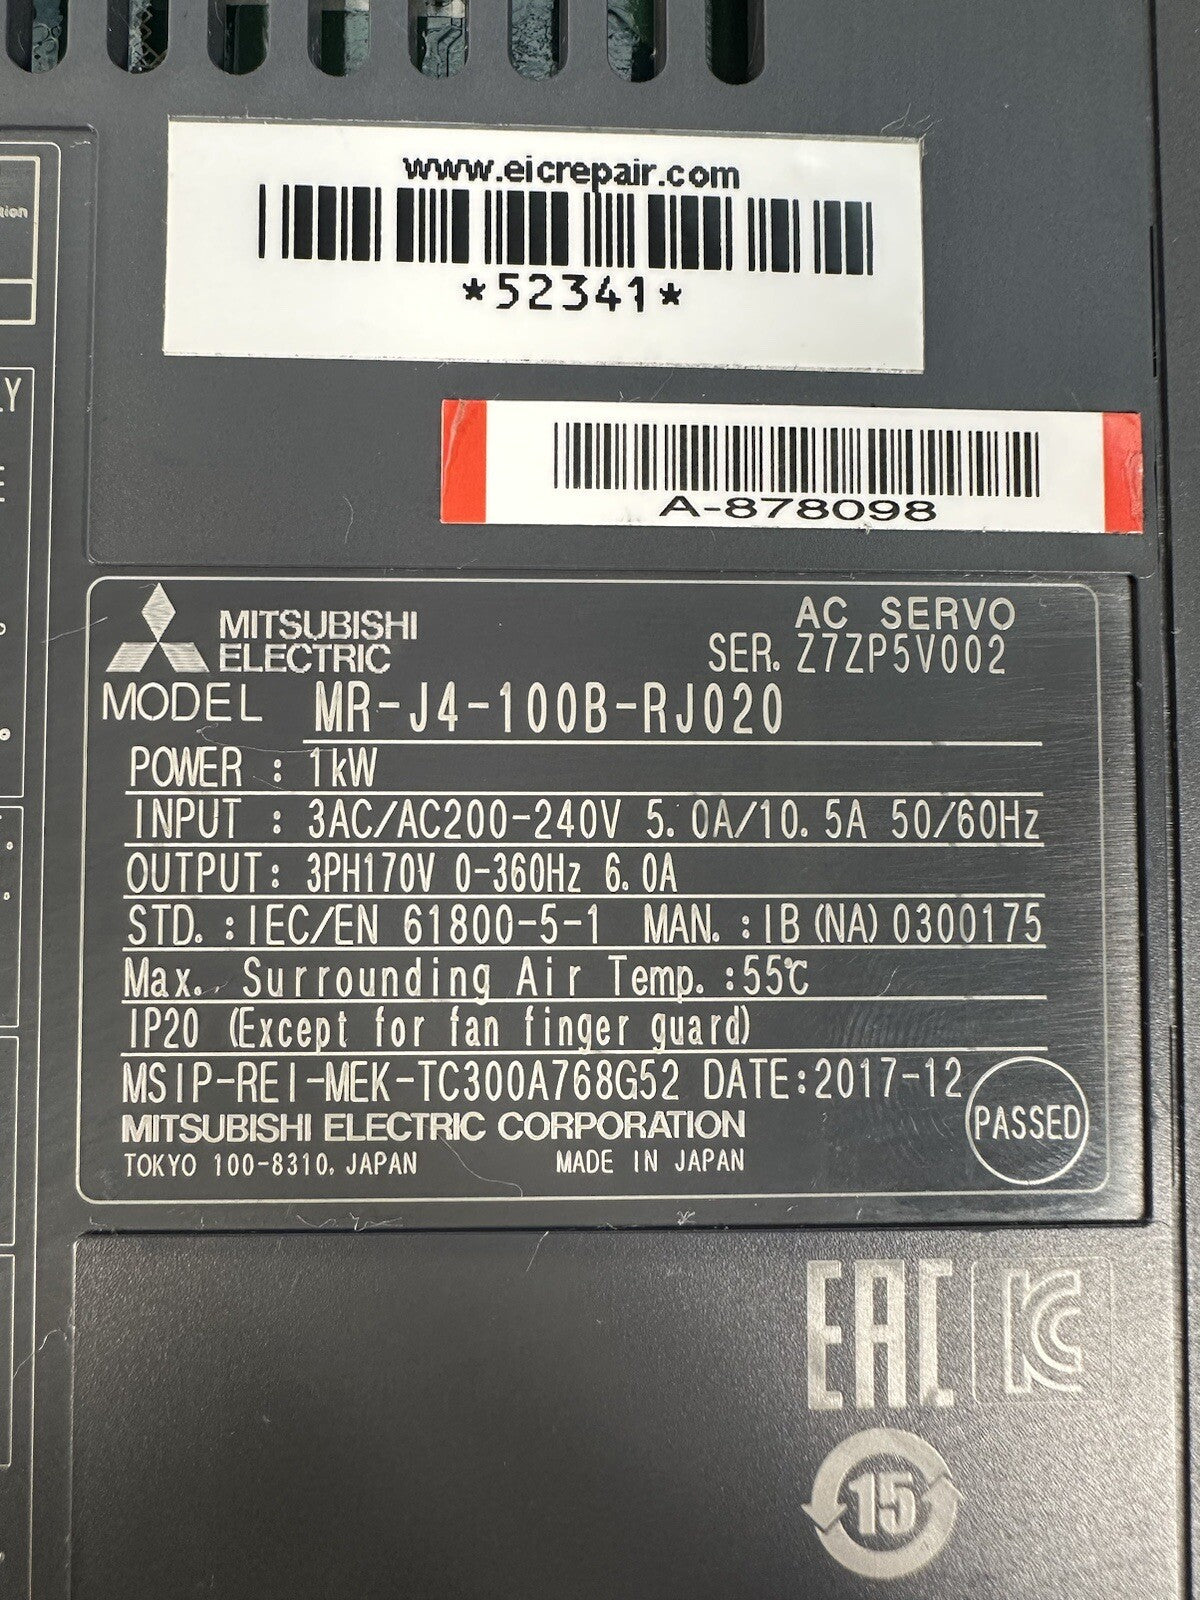 www.eicrepair.com
*52341*
A-878098
tion
LY
E
MITSUBISHI
ELECTRIC
AC SERVO
SER. Z7ZP5V002
MODEL MR-J4-100B-RJ020
POWER : 1kW
INPUT : 3AC/AC200-240V 5.0A/10.5A 50/60Hz
OUTPUT: 3PH170V 0-360Hz 6.0A
STD. : IEC/EN 61800-5-1 MAN. : IB(NA)0300175
Max. Surrounding Air Temp. :55℃
IP20 (Except for fan finger guard)
MSIP-REI-MEK-TC300A768G52 DATE:2017-12
PASSED
MITSUBISHI ELECTRIC CORPORATION
TOKYO 100-8310, JAPAN MADE IN JAPAN
EAC KC
15